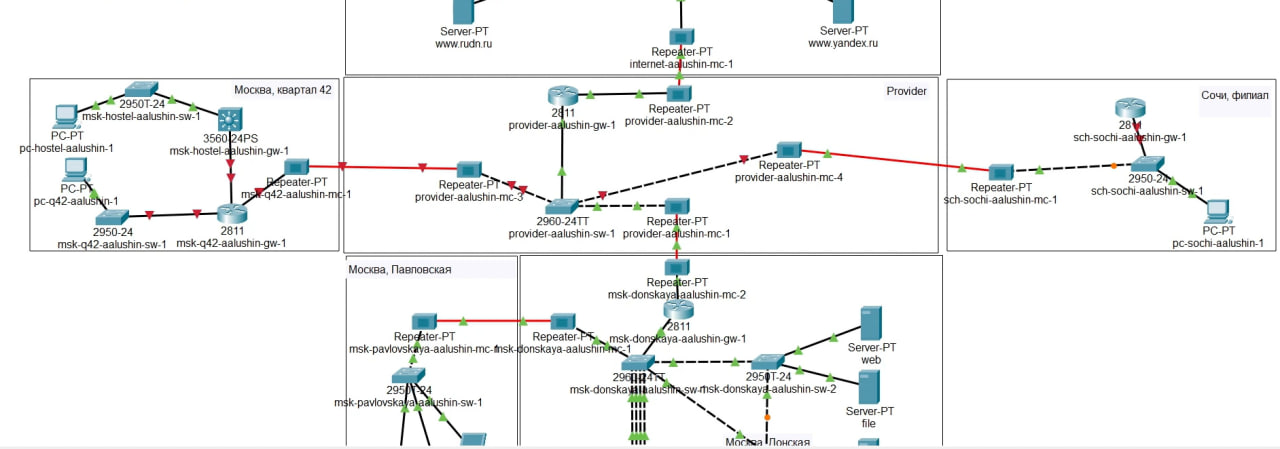 Server-PT
www.rudn.ru
Server-PT
www.yandex.ru
Repeater-PT
internet-aalushin-mc-1
Москва, квартал 42
2950T-24
msk-hostel-aalushin-sw-1
PC-PT
pc-hostel-aalushin-1
3560-24PS
msk-hostel-aalushin-gw-1
PC-PT
pc-q42-aalushin-1
Repeater-PT
msk-q42-aalushin-mc-1
2950-24
msk-q42-aalushin-sw-1
2811
msk-q42-aalushin-gw-1
Provider
2811
provider-aalushin-gw-1
Repeater-PT
provider-aalushin-mc-2
Repeater-PT
provider-aalushin-mc-3
Repeater-PT
provider-aalushin-mc-4
2960-24TT
provider-aalushin-sw-1
Repeater-PT
provider-aalushin-mc-1
Сочи, филиал
2811
sch-sochi-aalushin-gw-1
Repeater-PT
sch-sochi-aalushin-mc-1
2950-24
sch-sochi-aalushin-sw-1
PC-PT
pc-sochi-aalushin-1
Москва, Павловская
Repeater-PT
msk-pavlovskaya-aalushin-mc-1
2950T-24
msk-pavlovskaya-aalushin-sw-1
Repeater-PT
msk-donskaya-aalushin-mc-2
2811
msk-donskaya-aalushin-gw-1
Repeater-PT
msk-donskaya-aalushin-mc-1
2960-24TT
msk-donskaya-aalushin-sw-1
2950T-24
msk-donskaya-aalushin-sw-2
Server-PT
web
Server-PT
file
Москва, Донская